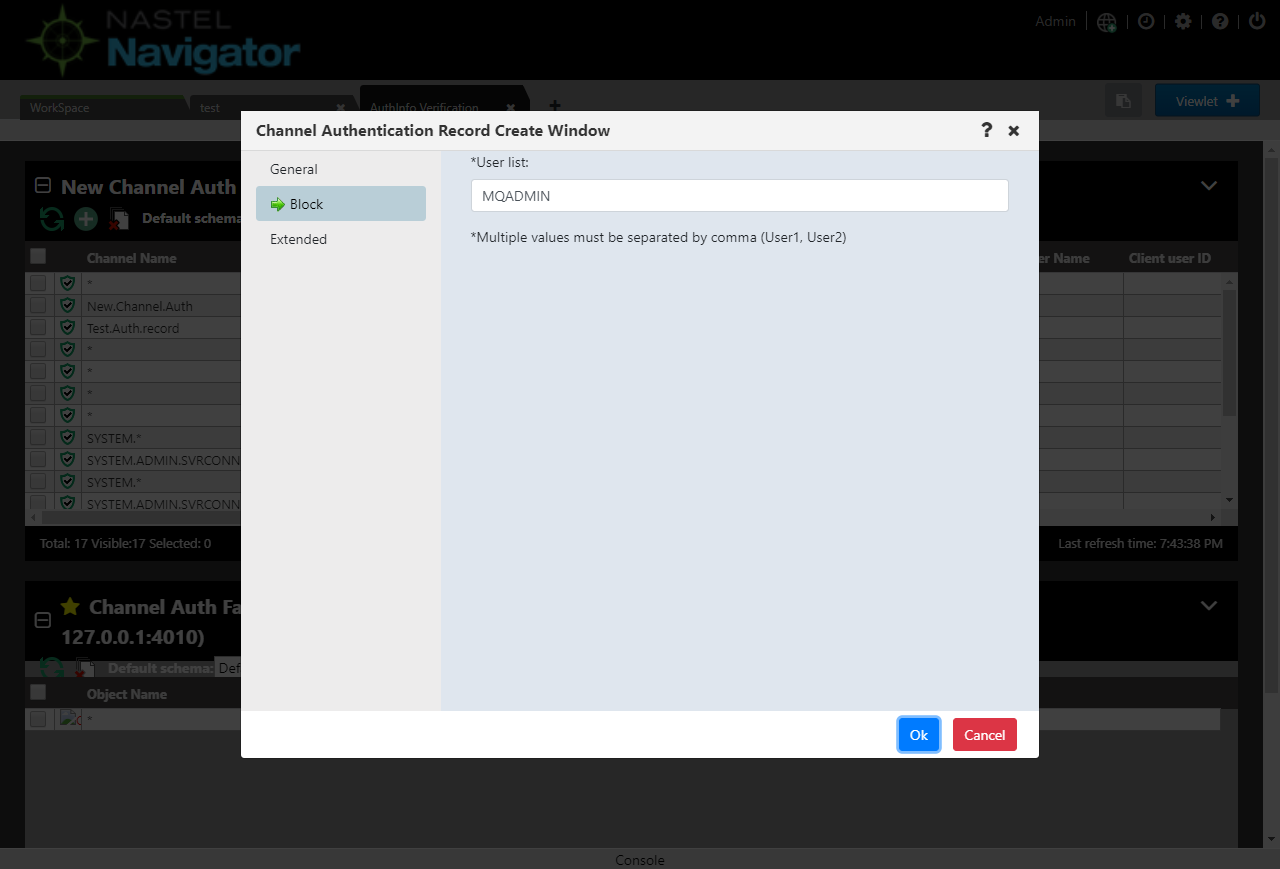 NASTEL
Navigator
Admin
WorkSpace
test
AuthInfo Verification
Viewlet
Channel Authentication Record Create Window
General
Block
Extended
*User list:
MQADMIN
*Multiple values must be separated by comma (User1, User2)
Ok
Cancel
New Channel Auth
Default schema
Channel Name
er Name
Client user ID
*
New.Channel.Auth
Test.Auth.record
*
*
*
*
SYSTEM.*
SYSTEM.ADMIN.SVRCONN
SYSTEM.*
SYSTEM.ADMIN.SVRCONN
Total: 17 Visible:17 Selected: 0
Last refresh time: 7:43:38 PM
Channel Auth Fa
127.0.0.1:4010)
Default schema: Def
Object Name
*
Console